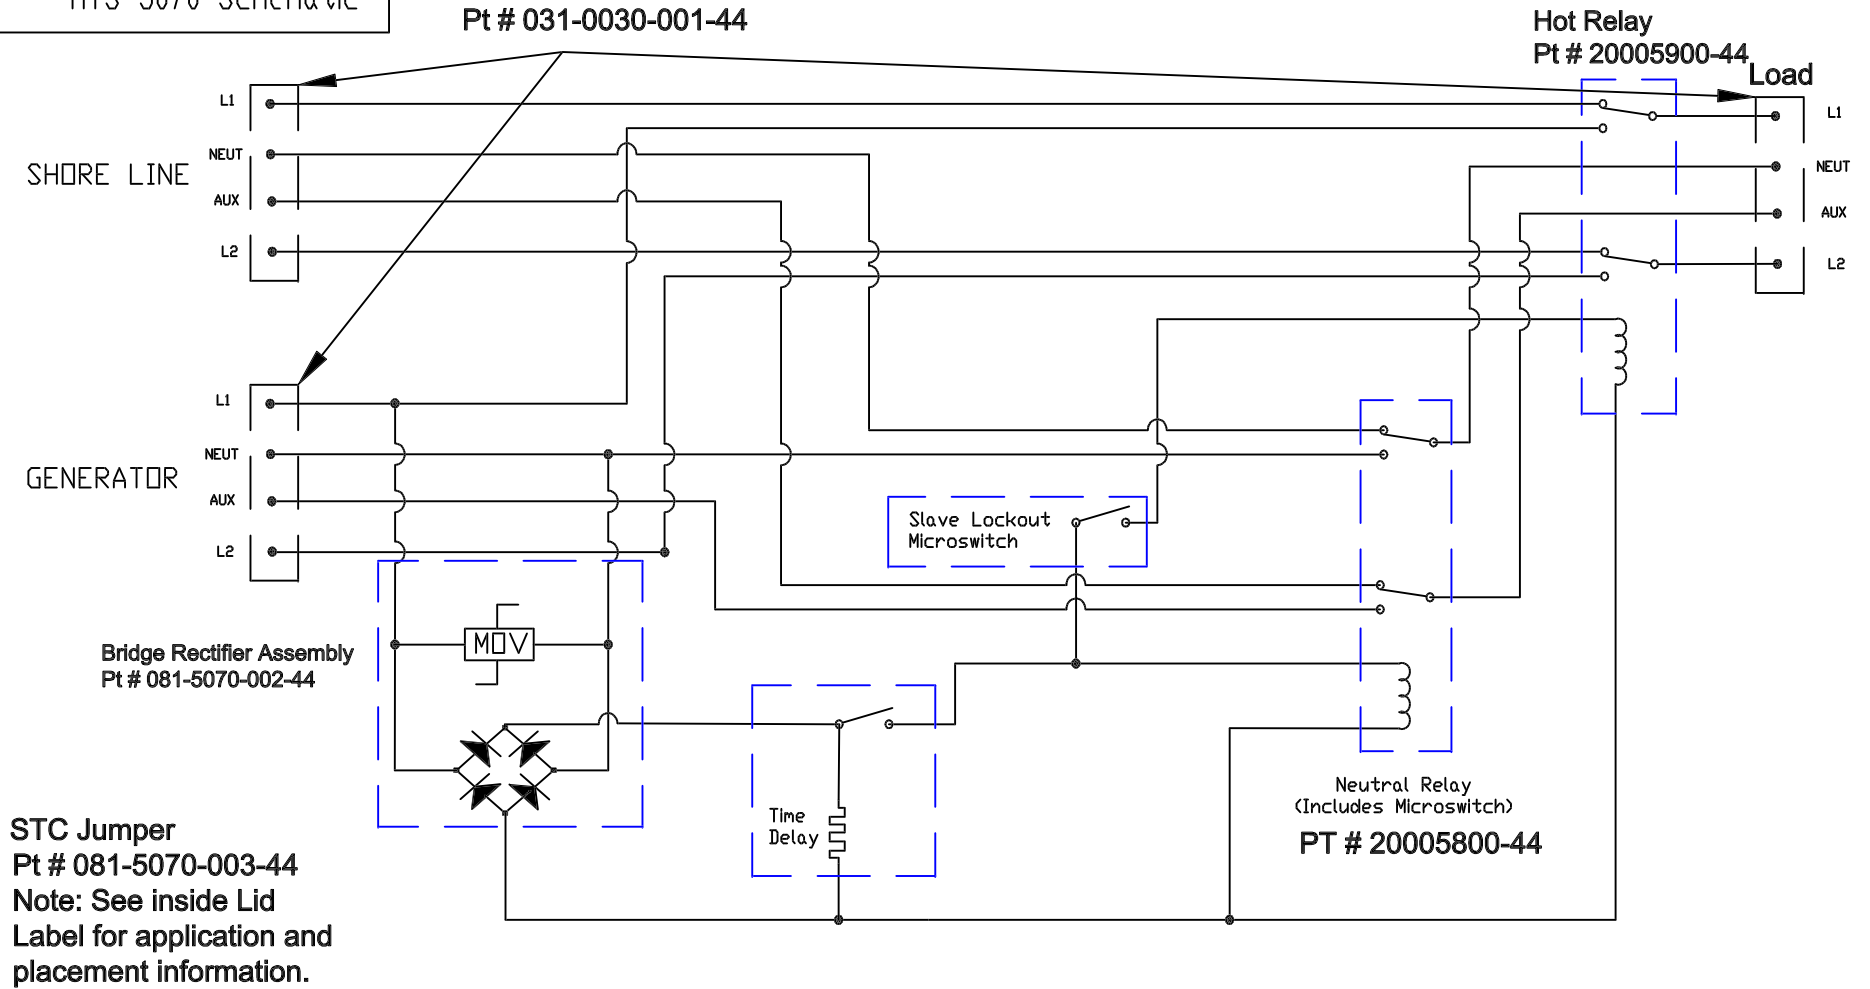 5070 Schematic
Pt # 031-0030-001-44
Hot Relay
Pt # 20005900-44
Load
L1
NEUT
SHORE LINE
AUX
L2
L1
NEUT
AUX
L2
L1
NEUT
GENERATOR
AUX
L2
Slave Lockout
Microswitch
Bridge Rectifier Assembly
Pt # 081-5070-002-44
MOV
Time
Delay
Neutral Relay
(Includes Microswitch)
PT # 20005800-44
STC Jumper
Pt # 081-5070-003-44
Note: See inside Lid
Label for application and
placement information.